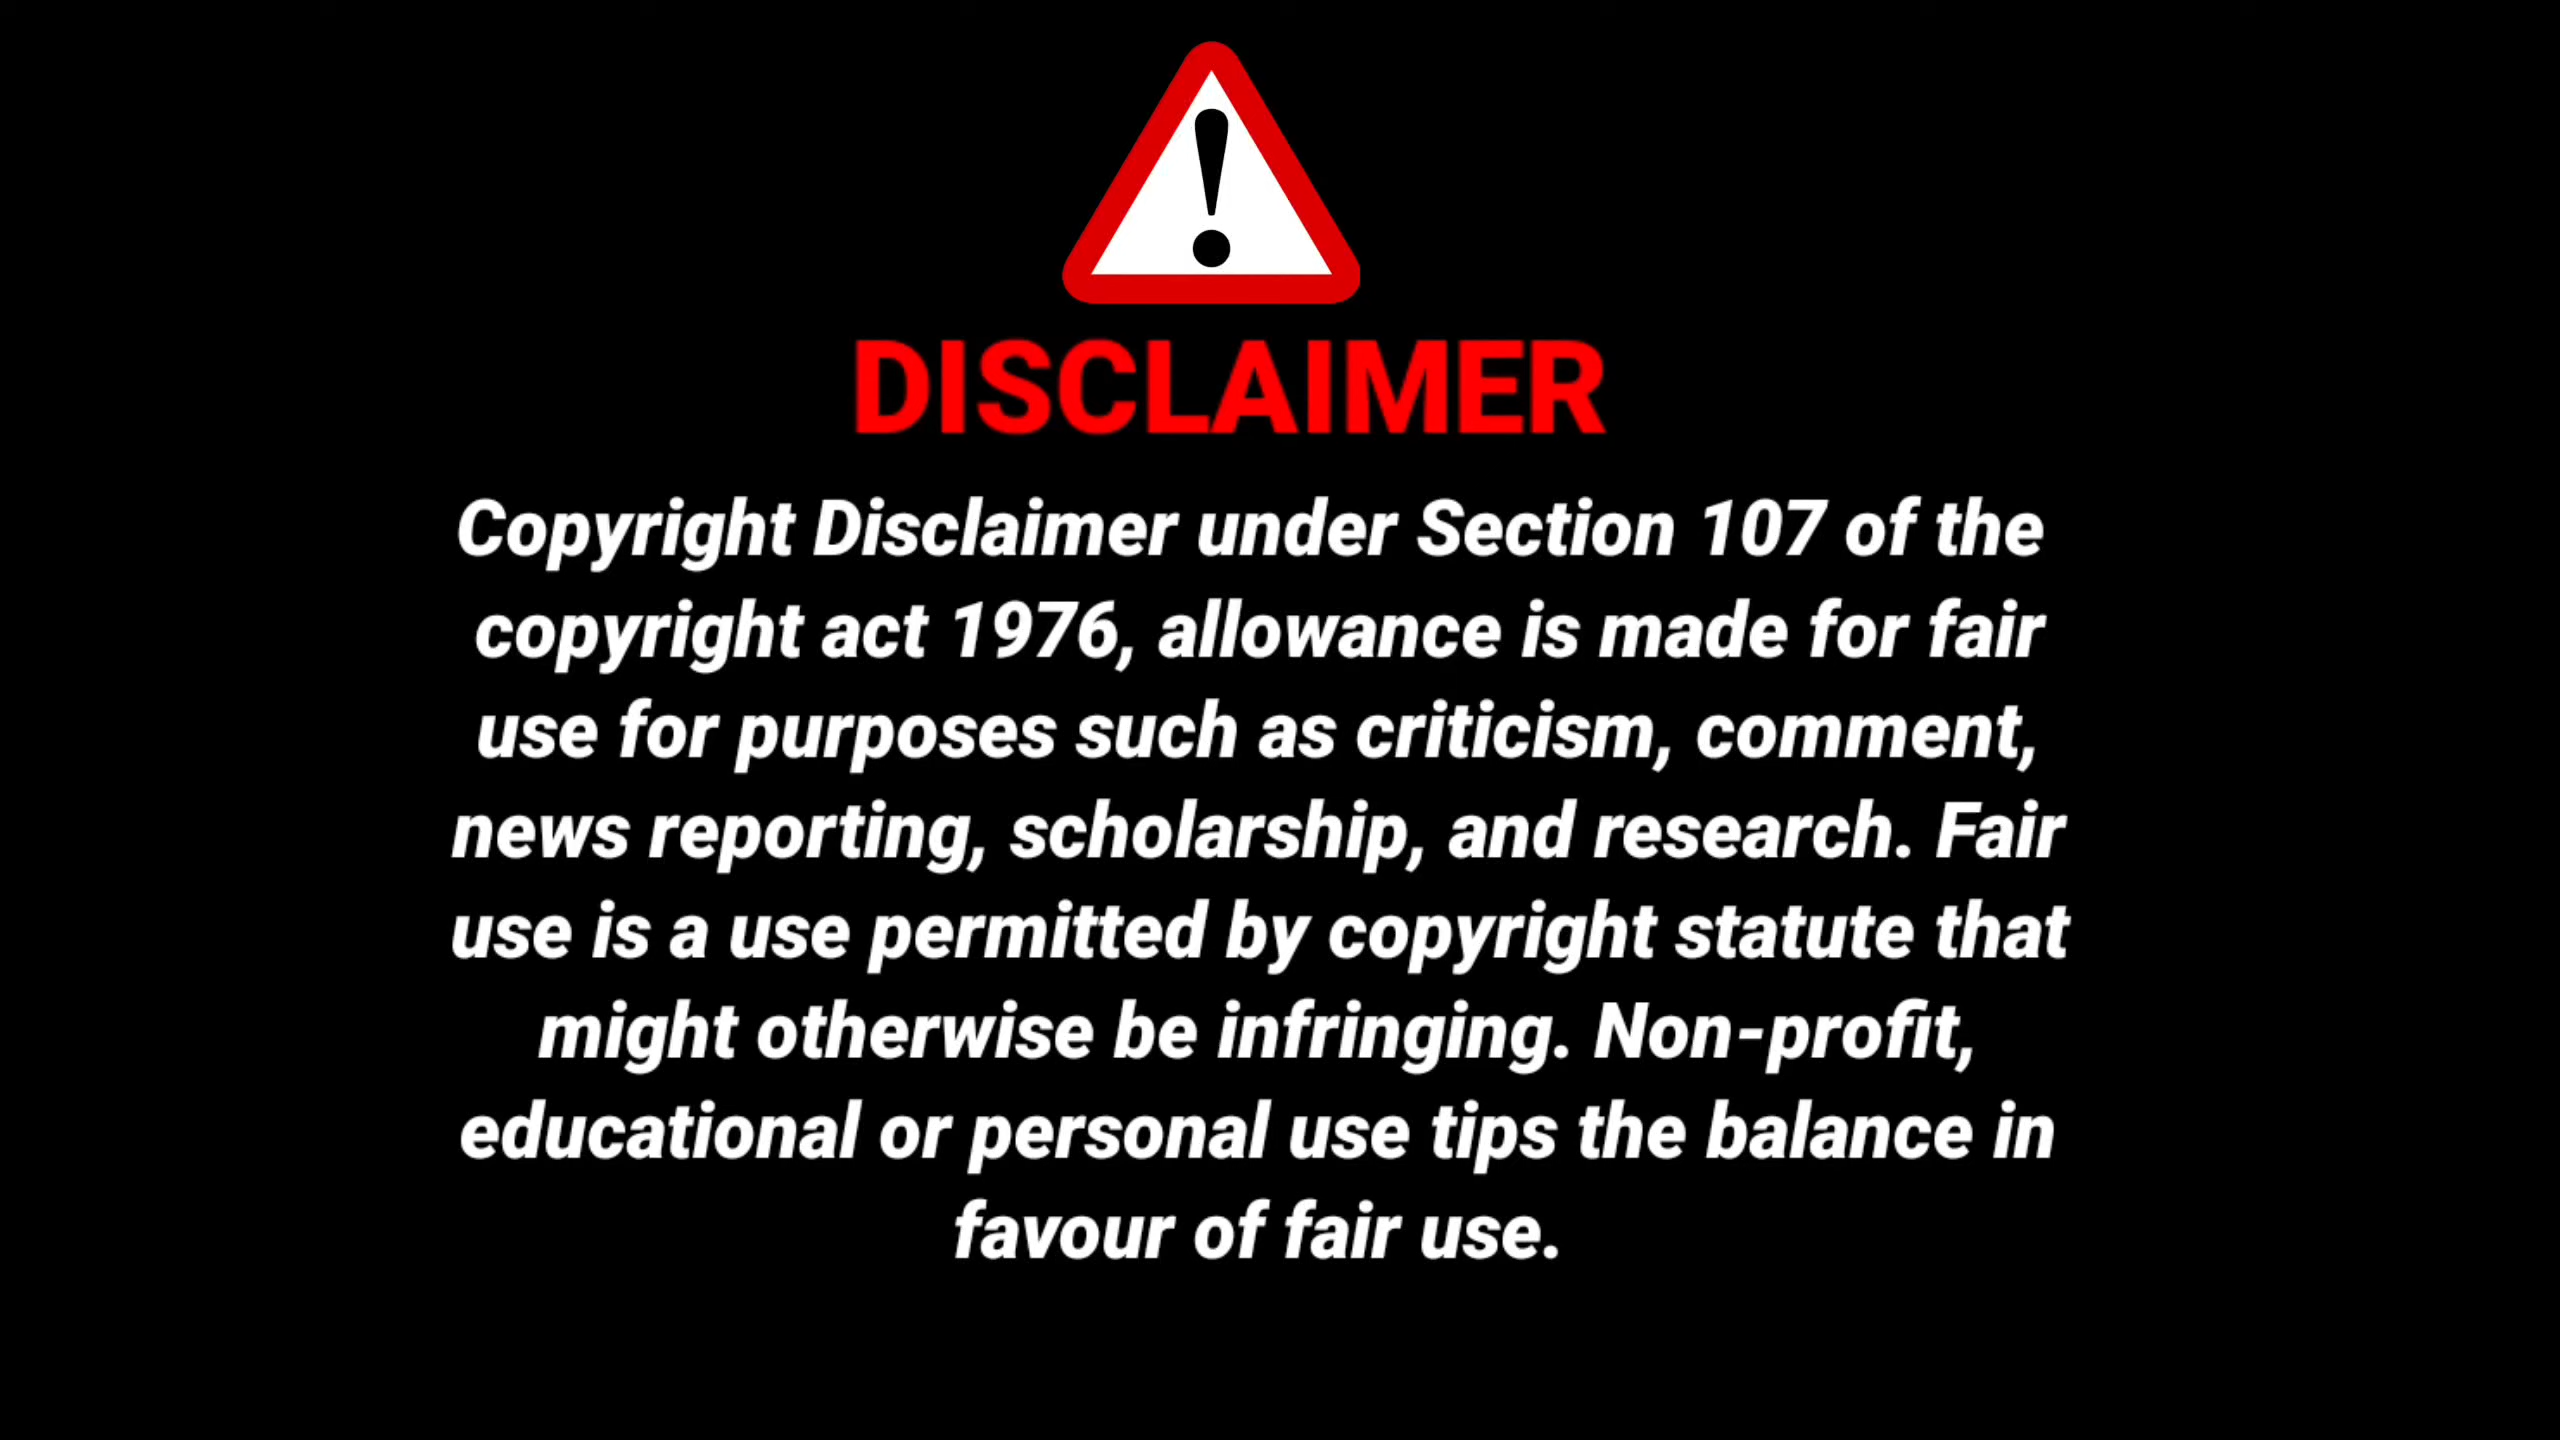 DISCLAIMER
Copyright Disclaimer under Section 107 of the
copyright act 1976, allowance is made for fair
use for purposes such as criticism, comment,
news reporting, scholarship, and research. Fair
use is a use permitted by copyright statute that
might otherwise be infringing. Non-profit,
educational or personal use tips the balance in
favour of fair use.